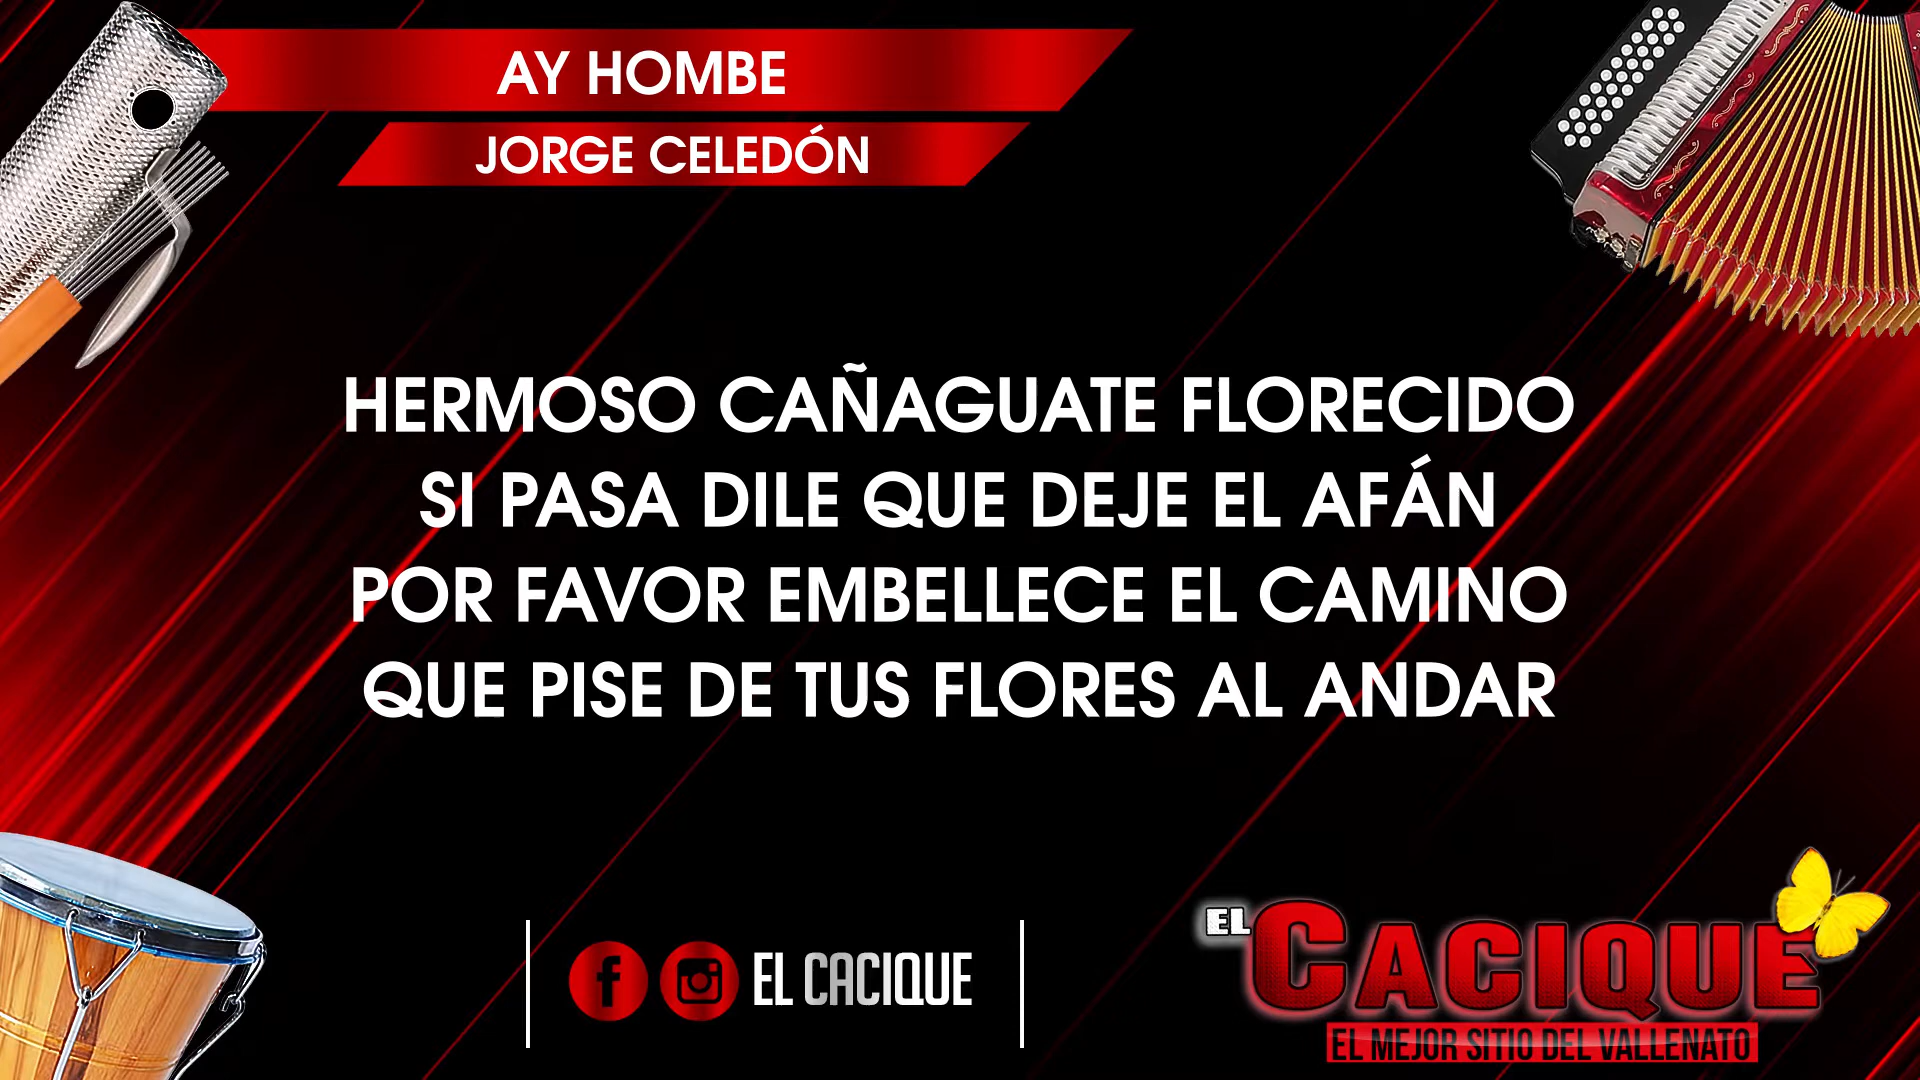 AY HOMBE
JORGE CELEDÓN
HERMOSO CAÑAGUATE FLORECIDO
SI PASA DILE QUE DEJE EL AFÁN
POR FAVOR EMBELLECE EL CAMINO
QUE PISE DE TUS FLORES AL ANDAR
EL CACIQUE
EL CACIQUE
EL MEJOR SITIO DEL VALLENATO